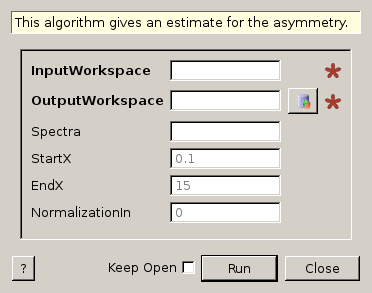 This algorithm gives an estimate for the asymmetry.
InputWorkspace
OutputWorkspace
Spectra
StartX 0.1
EndX 15
NormalizationIn 0
? Keep Open Run Close